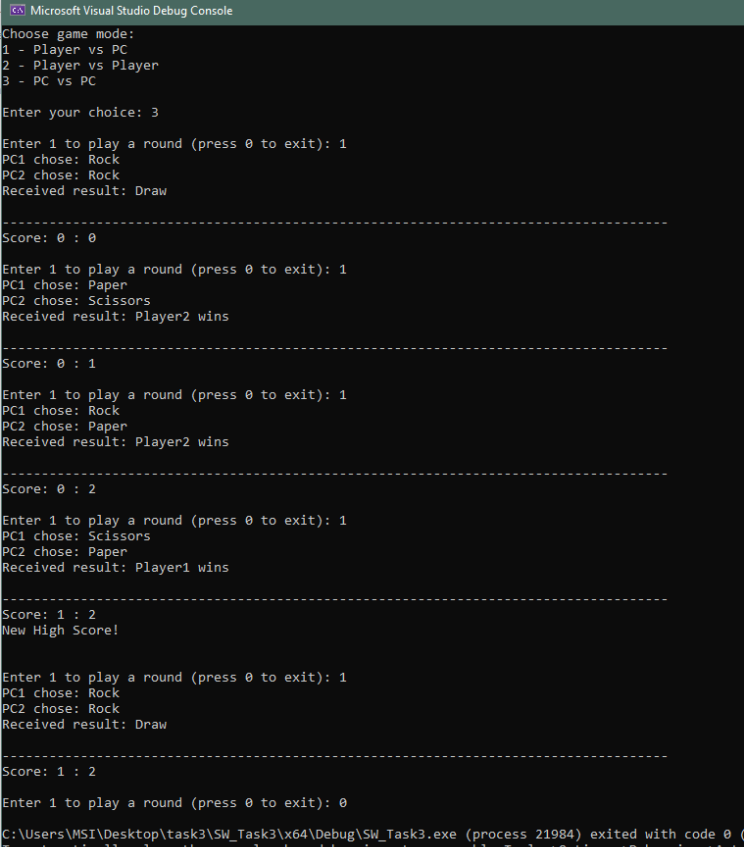 Microsoft Visual Studio Debug Console
Choose game mode:
1 - Player vs PC
2 - Player vs Player
3 - PC vs PC
Enter your choice: 3
Enter 1 to play a round (press 0 to exit): 1
PC1 chose: Rock
PC2 chose: Rock
Received result: Draw
-------------------------------------------------------------------------------------
Score: 0 : 0
Enter 1 to play a round (press 0 to exit): 1
PC1 chose: Paper
PC2 chose: Scissors
Received result: Player2 wins
-------------------------------------------------------------------------------------
Score: 0 : 1
Enter 1 to play a round (press 0 to exit): 1
PC1 chose: Rock
PC2 chose: Paper
Received result: Player2 wins
-------------------------------------------------------------------------------------
Score: 0 : 2
Enter 1 to play a round (press 0 to exit): 1
PC1 chose: Scissors
PC2 chose: Paper
Received result: Player1 wins
-------------------------------------------------------------------------------------
Score: 1 : 2
New High Score!
Enter 1 to play a round (press 0 to exit): 1
PC1 chose: Rock
PC2 chose: Rock
Received result: Draw
-------------------------------------------------------------------------------------
Score: 1 : 2
Enter 1 to play a round (press 0 to exit): 0
C:\Users\MSI\Desktop\task3\SW_Task3\x64\Debug\SW_Task3.exe (process 21984) exited with code 0 (